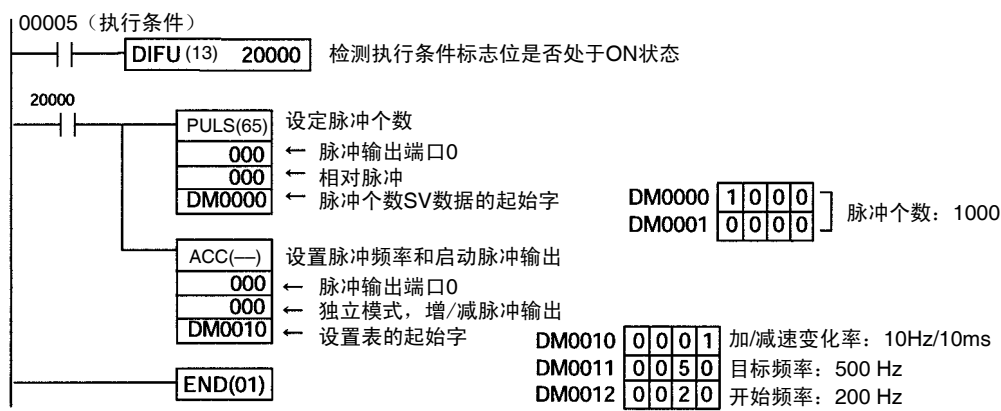 00005（执行条件）
DIFU (13) 20000 检测执行条件标志位是否处于ON状态
20000
PULS(65) 设定脉冲个数
000 ← 脉冲输出端口0
000 ← 相对脉冲
DM0000 ← 脉冲个数SV数据的起始字
DM0000 1 0 0 0
DM0001 0 0 0 0
脉冲个数：1000
ACC(—) 设置脉冲频率和启动脉冲输出
000 ← 脉冲输出端口0
000 ← 独立模式，增/减脉冲输出
DM0010 ← 设置表的起始字
DM0010 0 0 0 1 加/减速变化率：10Hz/10ms
DM0011 0 0 5 0 目标频率：500 Hz
DM0012 0 0 2 0 开始频率：200 Hz
END(01)